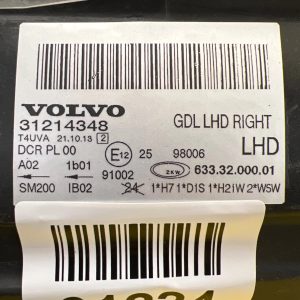 VOLVO
31214348
GDL LHD RIGHT
T4UVA 21.10.13 2
DCR PL 00
LHD
E12 25 98006
A02 1b01
91002
2KW 633.32.000.01
SM200 IB02
24 1*H7 1*D1S 1*H21W 2*W5W